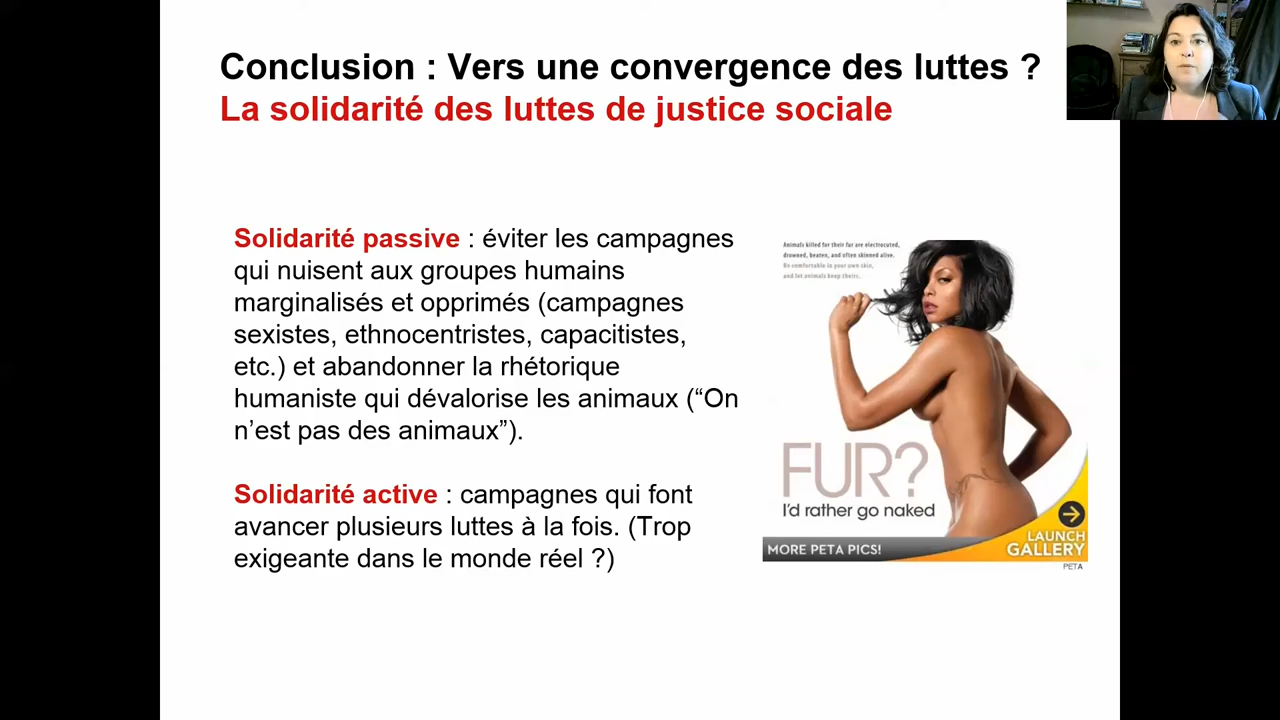 Conclusion : Vers une convergence des luttes ?
La solidarité des luttes de justice sociale
Solidarité passive : éviter les campagnes
qui nuisent aux groupes humains
marginalisés et opprimés (campagnes
sexistes, ethnocentristes, capacitistes,
etc.) et abandonner la rhétorique
humaniste qui dévalorise les animaux (“On
n’est pas des animaux”).
Solidarité active : campagnes qui font
avancer plusieurs luttes à la fois. (Trop
exigeante dans le monde réel ?)
Animals killed for their fur are electrocuted,
drowned, beaten, and often skinned alive.
Be comfortable in your own skin,
and let animals keep theirs.
FUR?
I'd rather go naked
LAUNCH
GALLERY
MORE PETA PICS!
PETA